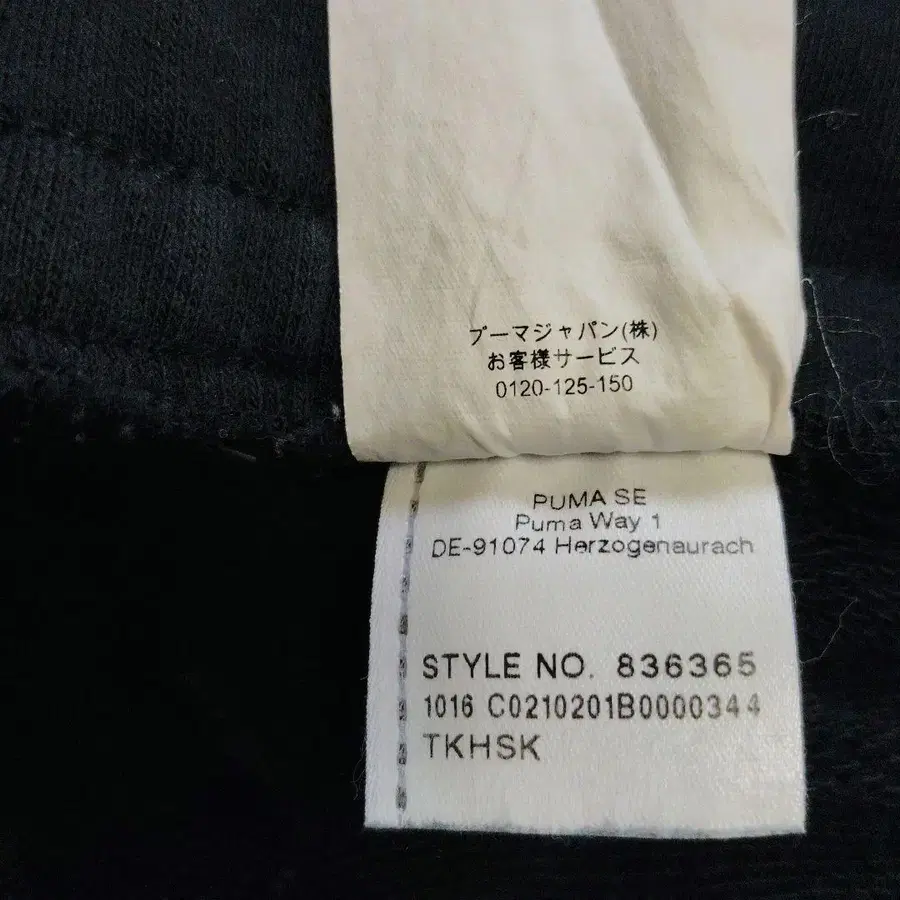 プーマジャパン(株)
お客様サービス
0120-125-150
PUMA SE
Puma Way 1
DE-91074 Herzogenaurach
STYLE NO. 836365
1016 C0210201B0000344
TKHSK